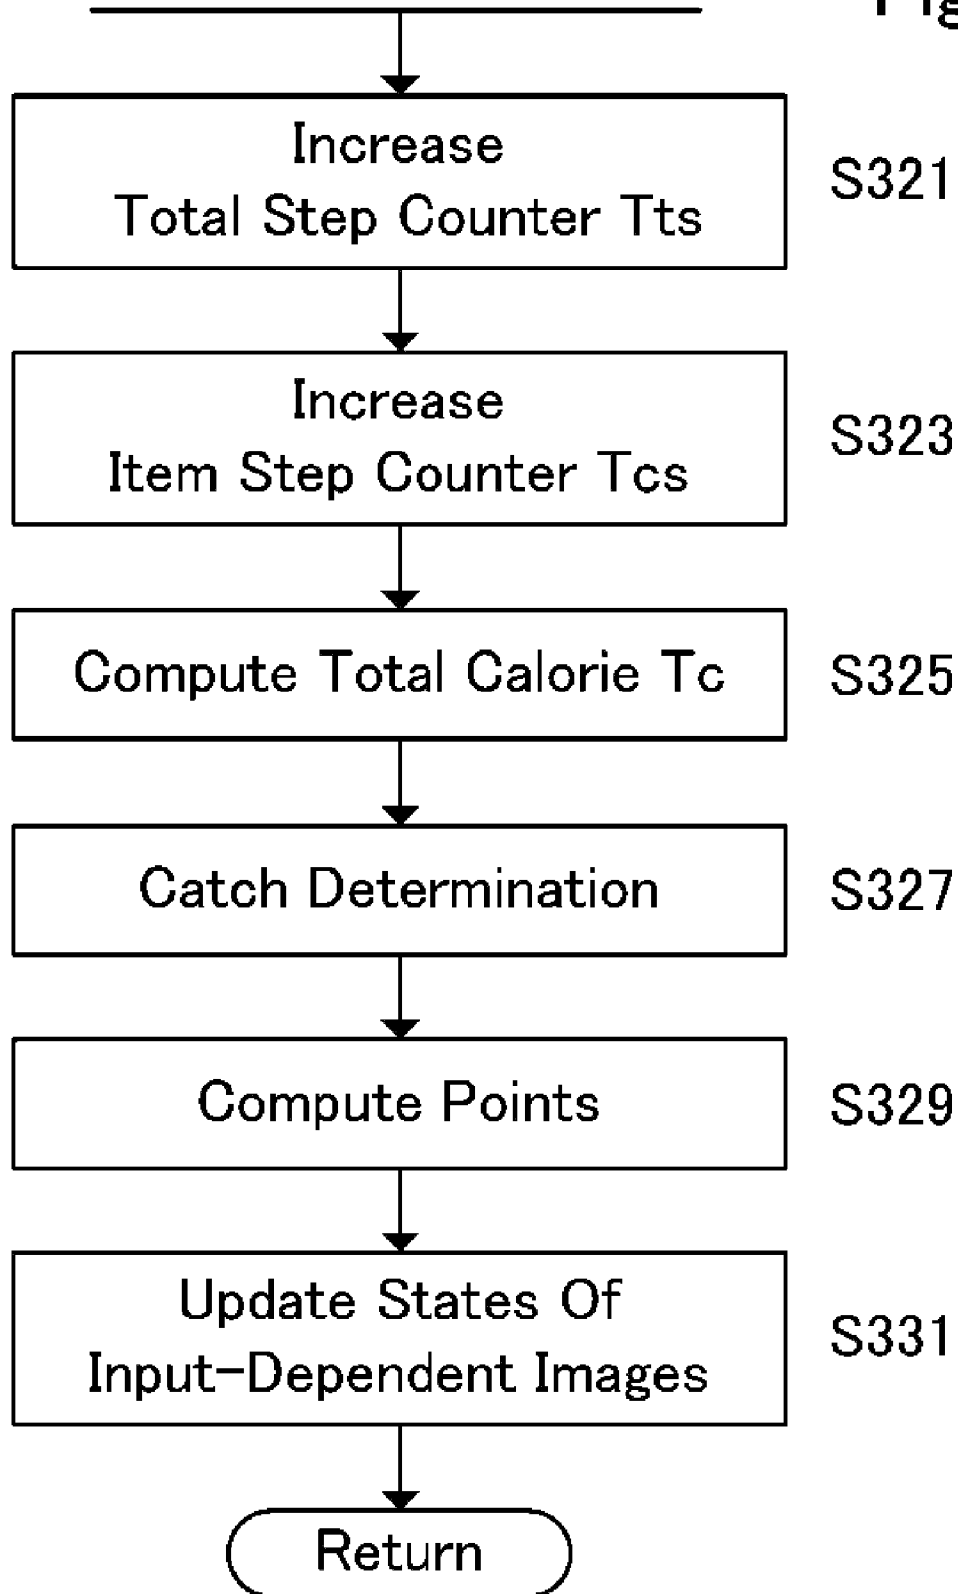 Fig
Increase
Total Step Counter Tts
S321
Increase
Item Step Counter Tcs
S323
Compute Total Calorie Tc
S325
Catch Determination
S327
Compute Points
S329
Update States Of
Input-Dependent Images
S331
Return